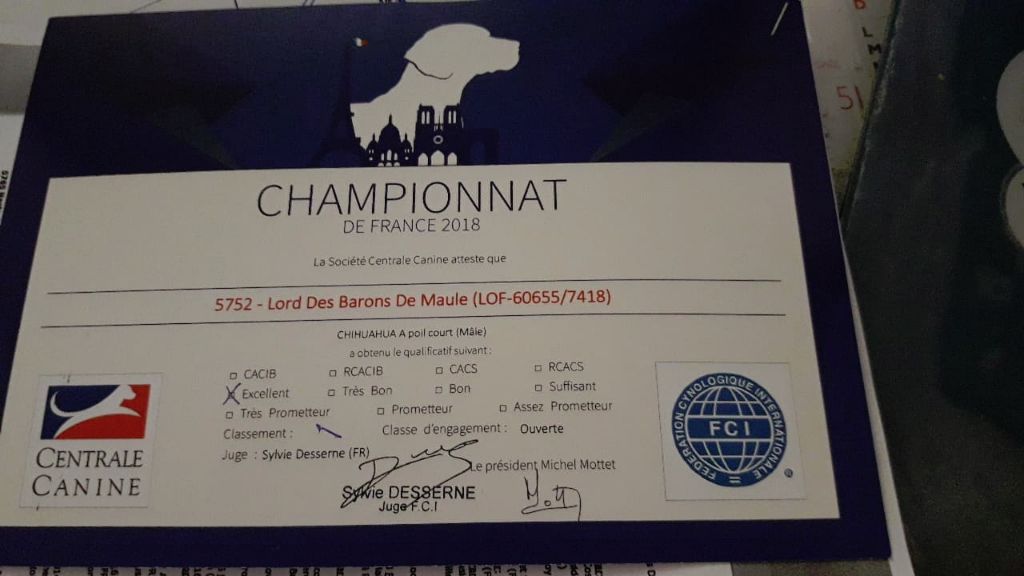 CHAMPIONNAT
DE FRANCE 2018
La Société Centrale Canine atteste que
5752 - Lord Des Barons De Maule (LOF-60655/7418)
CHIHUAHUA A poil court (Mâle)
a obtenu le qualificatif suivant :
□ CACIB □ RCACIB □ CACS □ RCACS
X Excellent □ Très Bon □ Bon □ Suffisant
□ Très Prometteur □ Prometteur □ Assez Prometteur
Classement : Classe d'engagement : Ouverte
Juge : Sylvie Desserne (FR)
Le président Michel Mottet
Sylvie DESSERNE
Juge F.C.I
CENTRALE
CANINE
FEDERATION CYNOLOGIQUE INTERNATIONALE
FCI
51